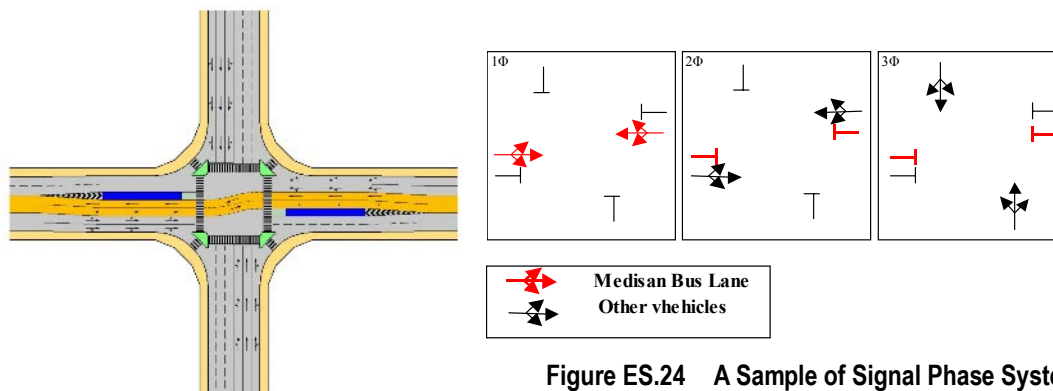 1Φ
2Φ
3Φ
Medisan Bus Lane
Other vhehicles
Figure ES.24 A Sample of Signal Phase Syste